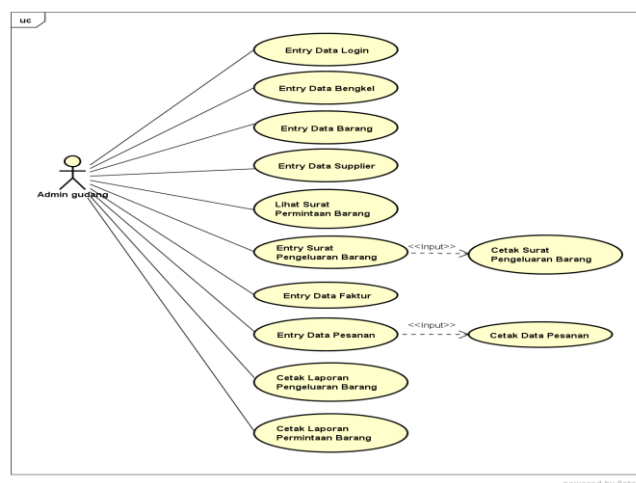 uc
Entry Data Login
Entry Data Bengkel
Entry Data Barang
Entry Data Supplier
Admin gudang
Lihat Surat
Permintaan Barang
Entry Surat
Pengeluaran Barang
<<Input>>
Cetak Surat
Pengeluaran Barang
Entry Data Faktur
Entry Data Pesanan
<<Input>>
Cetak Data Pesanan
Cetak Laporan
Pengeluaran Barang
Cetak Laporan
Permintaan Barang